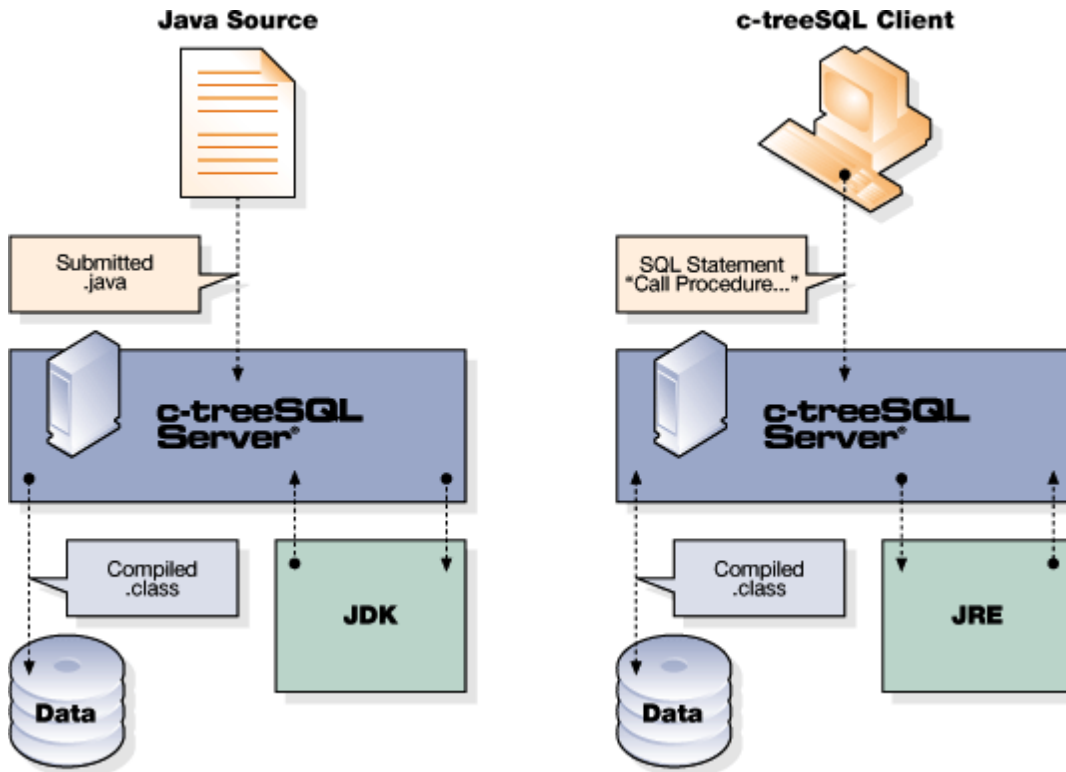 Java Source
Submitted
.java
c-treeSQL
Server®
Compiled
.class
JDK
Data
c-treeSQL Client
SQL Statement
“Call Procedure...”
c-treeSQL
Server®
Compiled
.class
JRE
Data